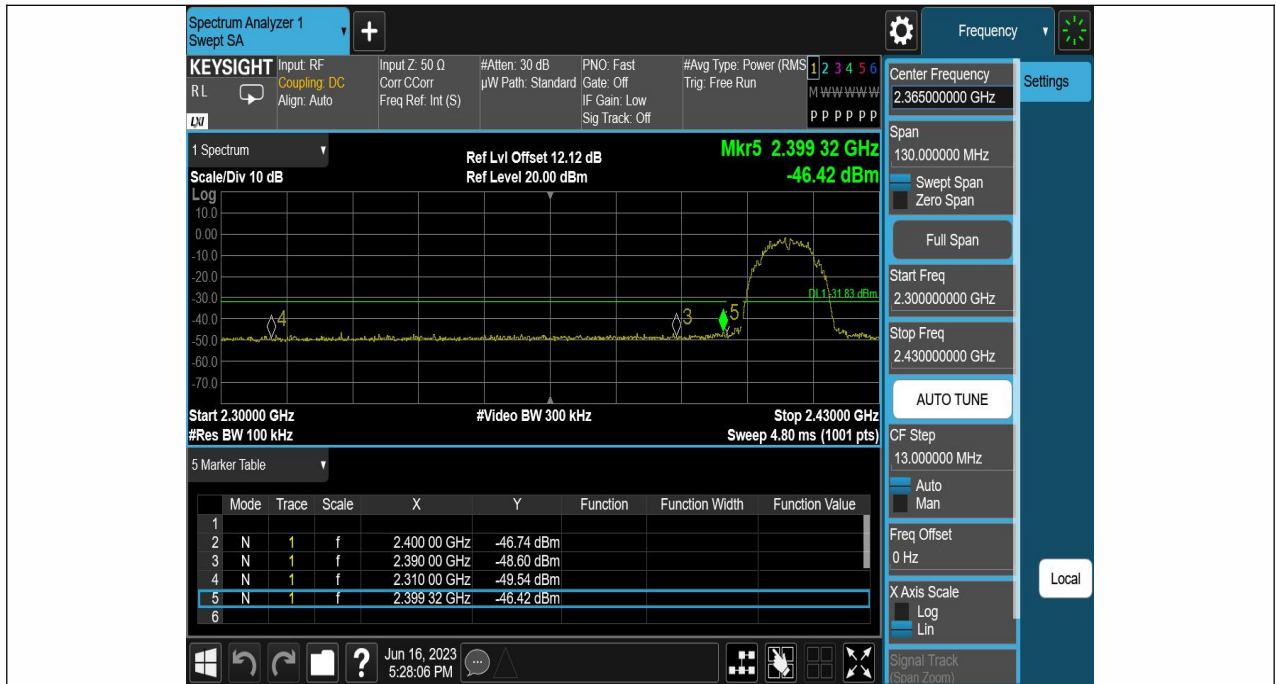 Spectrum Analyzer 1
Swept SA
+
Frequency
KEYSIGHT
RL
LXI
Input: RF
Coupling: DC
Align: Auto
Input Z: 50 Ω
Corr CCorr
Freq Ref: Int (S)
#Atten: 30 dB
µW Path: Standard
PNO: Fast
Gate: Off
IF Gain: Low
Sig Track: Off
#Avg Type: Power (RMS
Trig: Free Run
1 2 3 4 5 6
M W W W W W
P P P P P P
1 Spectrum
Scale/Div 10 dB
Ref Lvl Offset 12.12 dB
Ref Level 20.00 dBm
Mkr5 2.399 32 GHz
-46.42 dBm
Log
10.0
0.00
-10.0
-20.0
-30.0
-40.0
-50.0
-60.0
-70.0
DL1 -31.83 dBm
4
3
5
Start 2.30000 GHz
#Video BW 300 kHz
Stop 2.43000 GHz
#Res BW 100 kHz
Sweep 4.80 ms (1001 pts)
5 Marker Table
Mode Trace Scale X Y Function Function Width Function Value
1
2 N 1 f 2.400 00 GHz -46.74 dBm
3 N 1 f 2.390 00 GHz -48.60 dBm
4 N 1 f 2.310 00 GHz -49.54 dBm
5 N 1 f 2.399 32 GHz -46.42 dBm
6
Jun 16, 2023
5:28:06 PM
?
Center Frequency
2.365000000 GHz
Settings
Span
130.000000 MHz
Swept Span
Zero Span
Full Span
Start Freq
2.300000000 GHz
Stop Freq
2.430000000 GHz
AUTO TUNE
CF Step
13.000000 MHz
Auto
Man
Freq Offset
0 Hz
Local
X Axis Scale
Log
Lin
Signal Track
(Span Zoom)